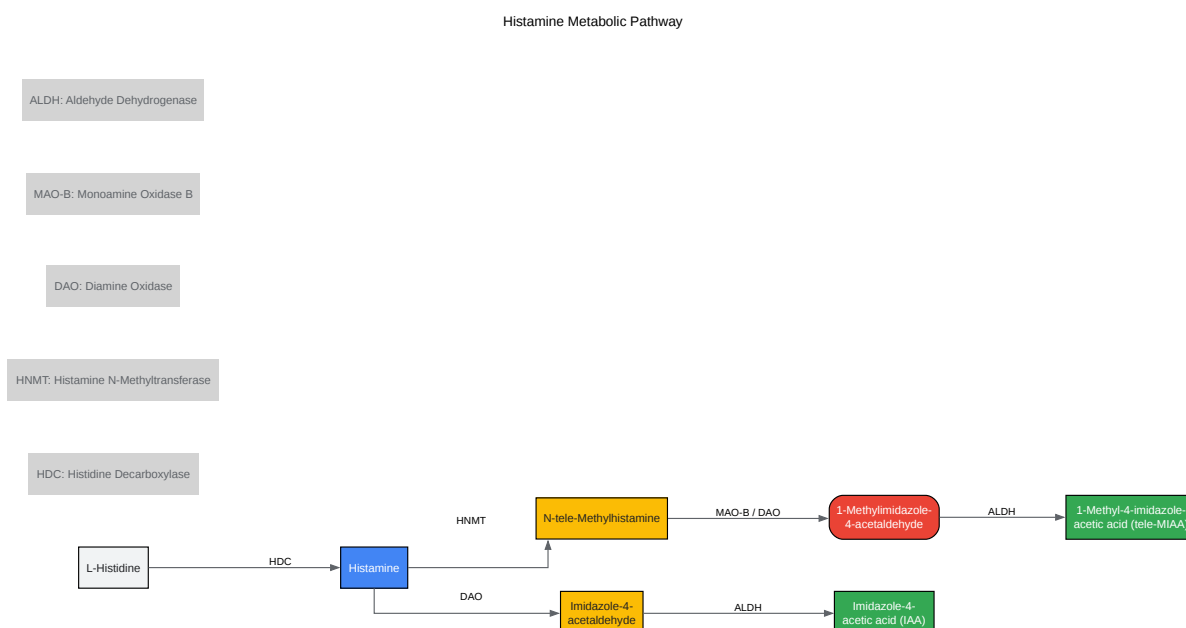 Histamine Metabolic Pathway
ALDH: Aldehyde Dehydrogenase
MAO-B: Monoamine Oxidase B
DAO: Diamine Oxidase
HNMT: Histamine N-Methyltransferase
HDC: Histidine Decarboxylase
HNMT
N-tele-Methylhistamine
MAO-B / DAO
1-Methylimidazole-
4-acetaldehyde
ALDH
1-Methyl-4-imidazole-
acetic acid (tele-MIAA)
L-Histidine
HDC
Histamine
DAO
Imidazole-4-
acetaldehyde
ALDH
Imidazole-4-
acetic acid (IAA)